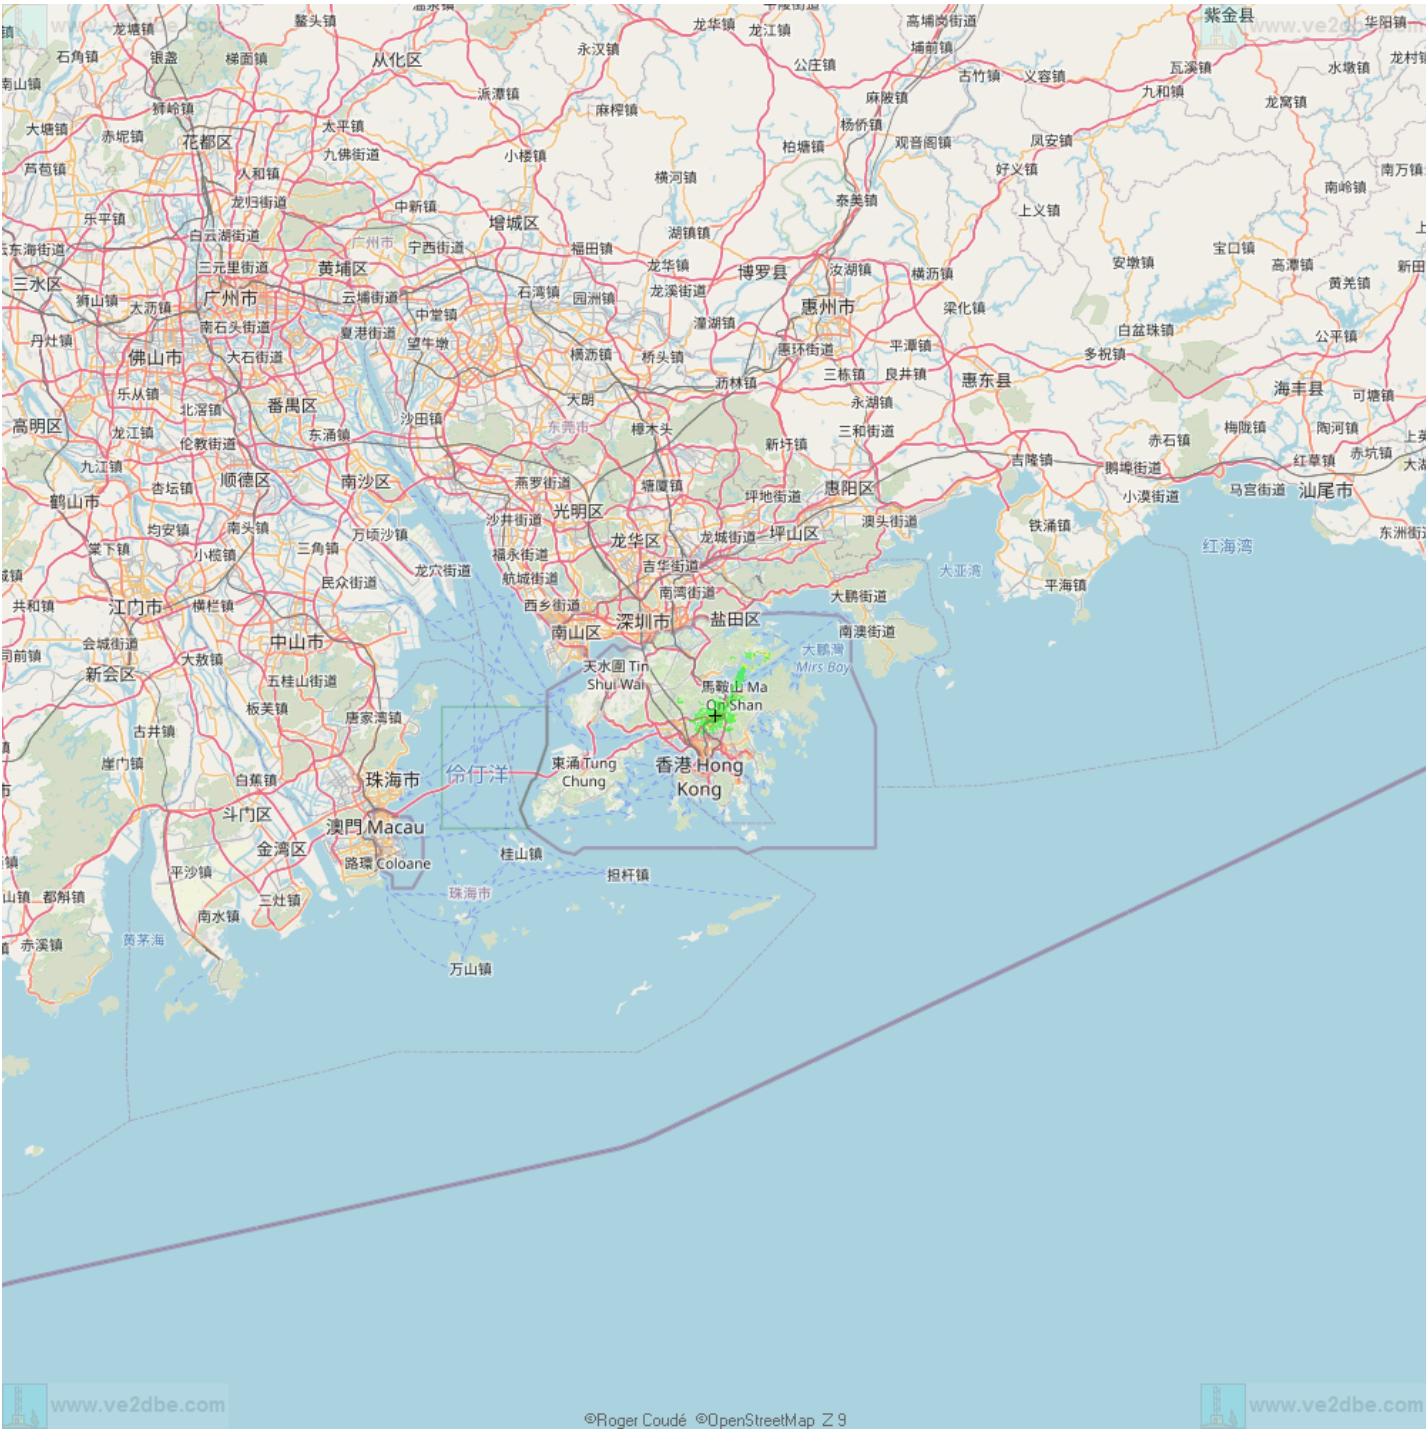 鳌头镇
龙华镇
龙江镇
高埔岗街道
紫金县
www.ve2dbe.com
华阳镇
www.ve2dbe.com
龙塘镇
永汉镇
埔前镇
石角镇
银盏
梯面镇
从化区
公庄镇
古竹镇
义容镇
瓦溪镇
水墩镇
南山镇
派潭镇
麻陂镇
九和镇
龙窝镇
狮岭镇
麻榨镇
大塘镇
赤坭镇
太平镇
杨侨镇
花都区
观音阁镇
凤安镇
柏塘镇
九佛街道
小楼镇
芦苞镇
人和镇
横河镇
好义镇
南万镇
南岭镇
龙归街道
中新镇
泰美镇
上义镇
乐平镇
增城区
白云湖街道
湖镇镇
广州市
宁西街道
福田镇
宝口镇
三元里街道
黄埔区
龙华镇
博罗县
汝湖镇
横沥镇
安墩镇
高潭镇
三水区
黄羌镇
狮山镇
广州市
云埔街道
石湾镇
园洲镇
龙溪街道
太沥镇
中堂镇
惠州市
梁化镇
南石头街道
夏港街道
潼湖镇
白盆珠镇
公平镇
丹灶镇
望牛墩
佛山市
大石街道
横沥镇
桥头镇
惠环街道
平潭镇
多祝镇
三栋镇
良井镇
惠东县
海丰县
沥林镇
乐从镇
大朗
可塘镇
北滘镇
番禺区
永湖镇
沙田镇
高明区
龙江镇
东涌镇
东莞市
樟木头
三和街道
梅陇镇
陶河镇
伦教街道
新圩镇
赤石镇
赤坑镇
九江镇
吉隆镇
鹅埠街道
红草镇
顺德区
南沙区
燕罗街道
塘厦镇
惠阳区
杏坛镇
坪地街道
小漠街道
马宫街道
汕尾市
鹤山市
光明区
沙井街道
澳头街道
铁涌镇
均安镇
南头镇
万顷沙镇
龙华区
龙城街道
坪山区
东洲街道
棠下镇
小榄镇
三角镇
福永街道
红海湾
吉华街道
龙穴街道
大亚湾
民众街道
航城街道
平海镇
南湾街道
大鹏街道
共和镇
江门市
横栏镇
西乡街道
深圳市
盐田区
南山区
南澳街道
会城街道
中山市
司前镇
大敖镇
大鵬灣
Mirs Bay
天水圍 Tin
Shui Wai
新会区
五桂山街道
馬鞍山 Ma
On Shan
板芙镇
唐家湾镇
古井镇
崖门镇
東涌 Tung
Chung
香港 Hong
Kong
伶仃洋
白蕉镇
珠海市
斗门区
澳門 Macau
金湾区
桂山镇
路環 Coloane
平沙镇
担杆镇
都斛镇
三灶镇
珠海市
南水镇
黄茅海
赤溪镇
万山镇
www.ve2dbe.com
www.ve2dbe.com
©Roger Coudé ©OpenStreetMap Z 9